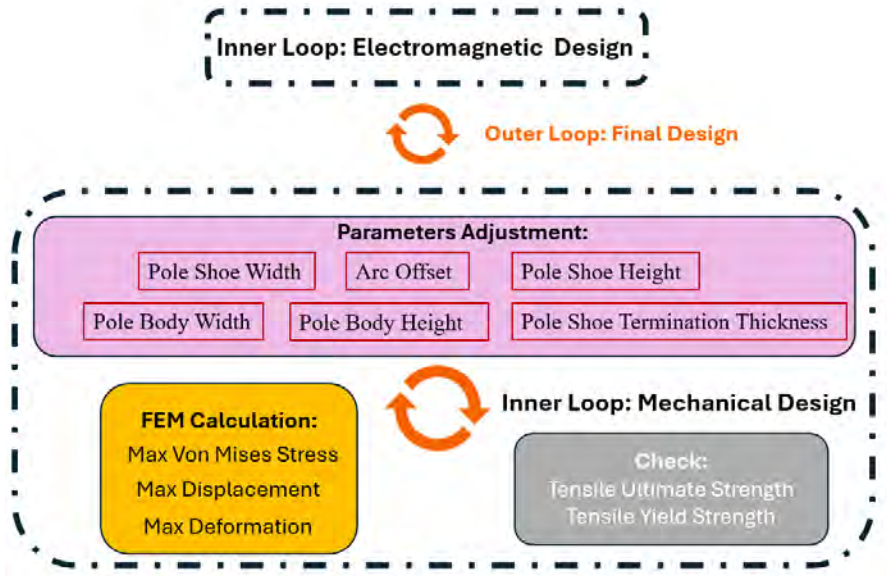 Inner Loop: Electromagnetic Design
Outer Loop: Final Design
Parameters Adjustment:
Pole Shoe Width
Arc Offset
Pole Shoe Height
Pole Body Width
Pole Body Height
Pole Shoe Termination Thickness
Inner Loop: Mechanical Design
FEM Calculation:
Max Von Mises Stress
Max Displacement
Max Deformation
Check:
Tensile Ultimate Strength
Tensile Yield Strength